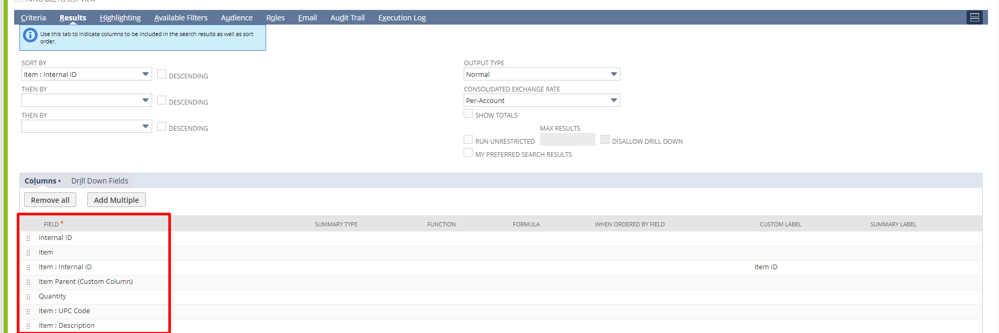 AVAILABLE AS LIST VIEW
Criteria Results Highlighting Available Filters Audience Roles Email Audit Trail Execution Log
Use this tab to indicate columns to be included in the search results as well as sort
order.
SORT BY
Item : Internal ID
DESCENDING
THEN BY
DESCENDING
THEN BY
DESCENDING
OUTPUT TYPE
Normal
CONSOLIDATED EXCHANGE RATE
Per-Account
SHOW TOTALS
MAX RESULTS
RUN UNRESTRICTED
DISALLOW DRILL DOWN
MY PREFERRED SEARCH RESULTS
Columns • Drill Down Fields
Remove all Add Multiple
FIELD* SUMMARY TYPE FUNCTION FORMULA WHEN ORDERED BY FIELD CUSTOM LABEL SUMMARY LABEL
Internal ID
Item
Item : Internal ID Item ID
Item Parent (Custom Column)
Quantity
Item : UPC Code
Item : Description